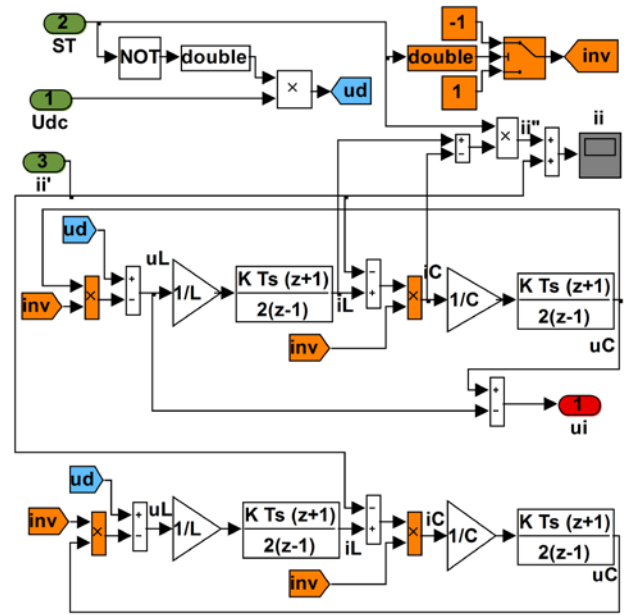 2
ST
NOT
double
×
ud
1
Udc
-1
double
1
inv
3
ii'
+
−
×
ii"
+
+
ii
ud
inv
×
+
−
uL
1/L
K Ts (z+1)
2(z-1)
iL
−
+
inv
×
iC
1/C
K Ts (z+1)
2(z-1)
uC
+
−
1
ui
ud
inv
×
+
−
uL
1/L
K Ts (z+1)
2(z-1)
iL
−
+
inv
×
iC
1/C
K Ts (z+1)
2(z-1)
uC